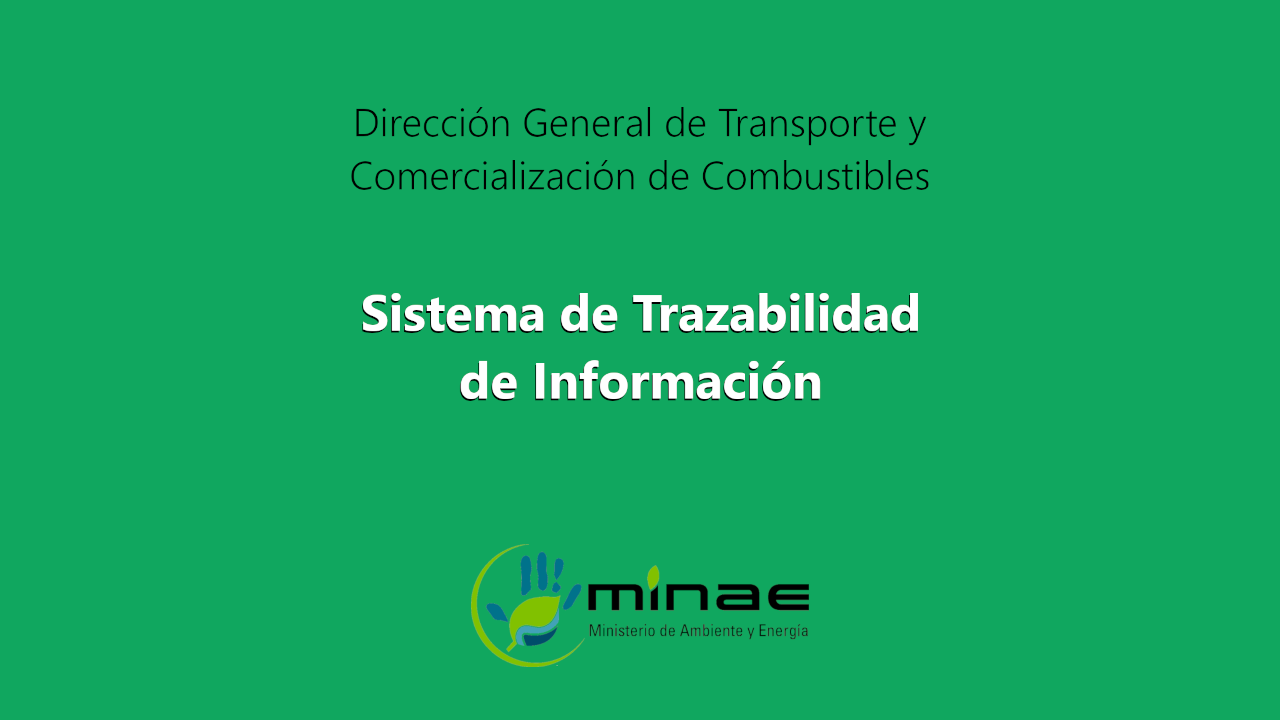 Dirección General de Transporte y
Comercialización de Combustibles
Sistema de Trazabilidad
de Información
minae
Ministerio de Ambiente y Energía